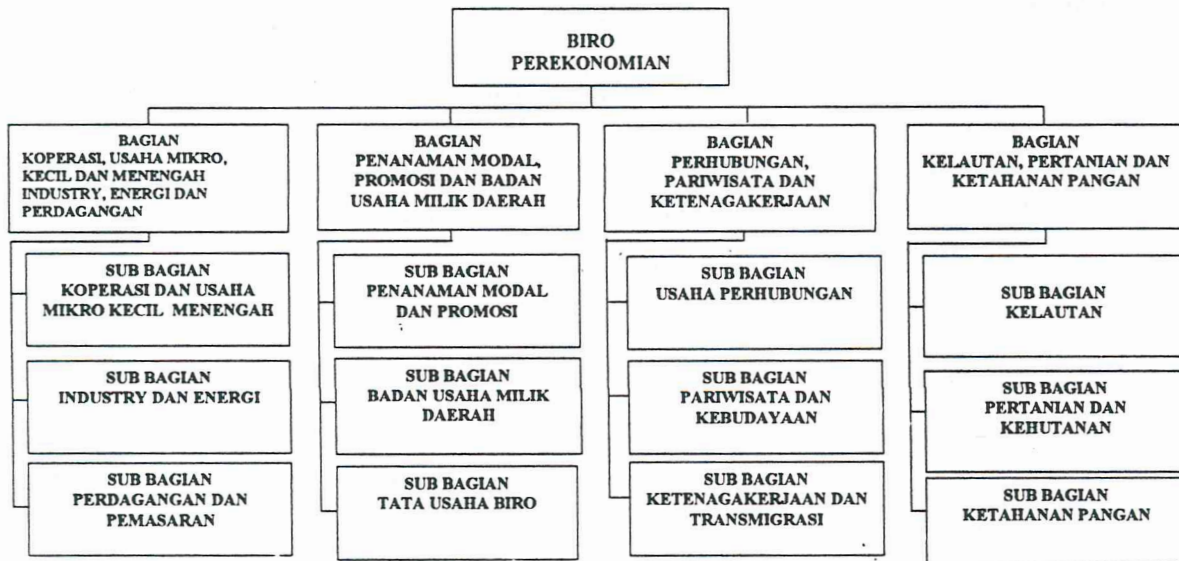 BIRO
PEREKONOMIAN
BAGIAN
KOPERASI, USAHA MIKRO,
KECIL DAN MENENGAH
INDUSTRY, ENERGI DAN
PERDAGANGAN
BAGIAN
PENANAMAN MODAL,
PROMOSI DAN BADAN
USAHA MILIK DAERAH
BAGIAN
PERHUBUNGAN,
PARIWISATA DAN
KETENAGAKERJAAN
BAGIAN
KELAUTAN, PERTANIAN DAN
KETAHANAN PANGAN
SUB BAGIAN
KOPERASI DAN USAHA
MIKRO KECIL MENENGAH
SUB BAGIAN
PENANAMAN MODAL
DAN PROMOSI
SUB BAGIAN
USAHA PERHUBUNGAN
SUB BAGIAN
KELAUTAN
SUB BAGIAN
INDUSTRY DAN ENERGI
SUB BAGIAN
BADAN USAHA MILIK
DAERAH
SUB BAGIAN
PARIWISATA DAN
KEBUDAYAAN
SUB BAGIAN
PERTANIAN DAN
KEHUTANAN
SUB BAGIAN
PERDAGANGAN DAN
PEMASARAN
SUB BAGIAN
TATA USAHA BIRO
SUB BAGIAN
KETENAGAKERJAAN DAN
TRANSMIGRASI
SUB BAGIAN
KETAHANAN PANGAN